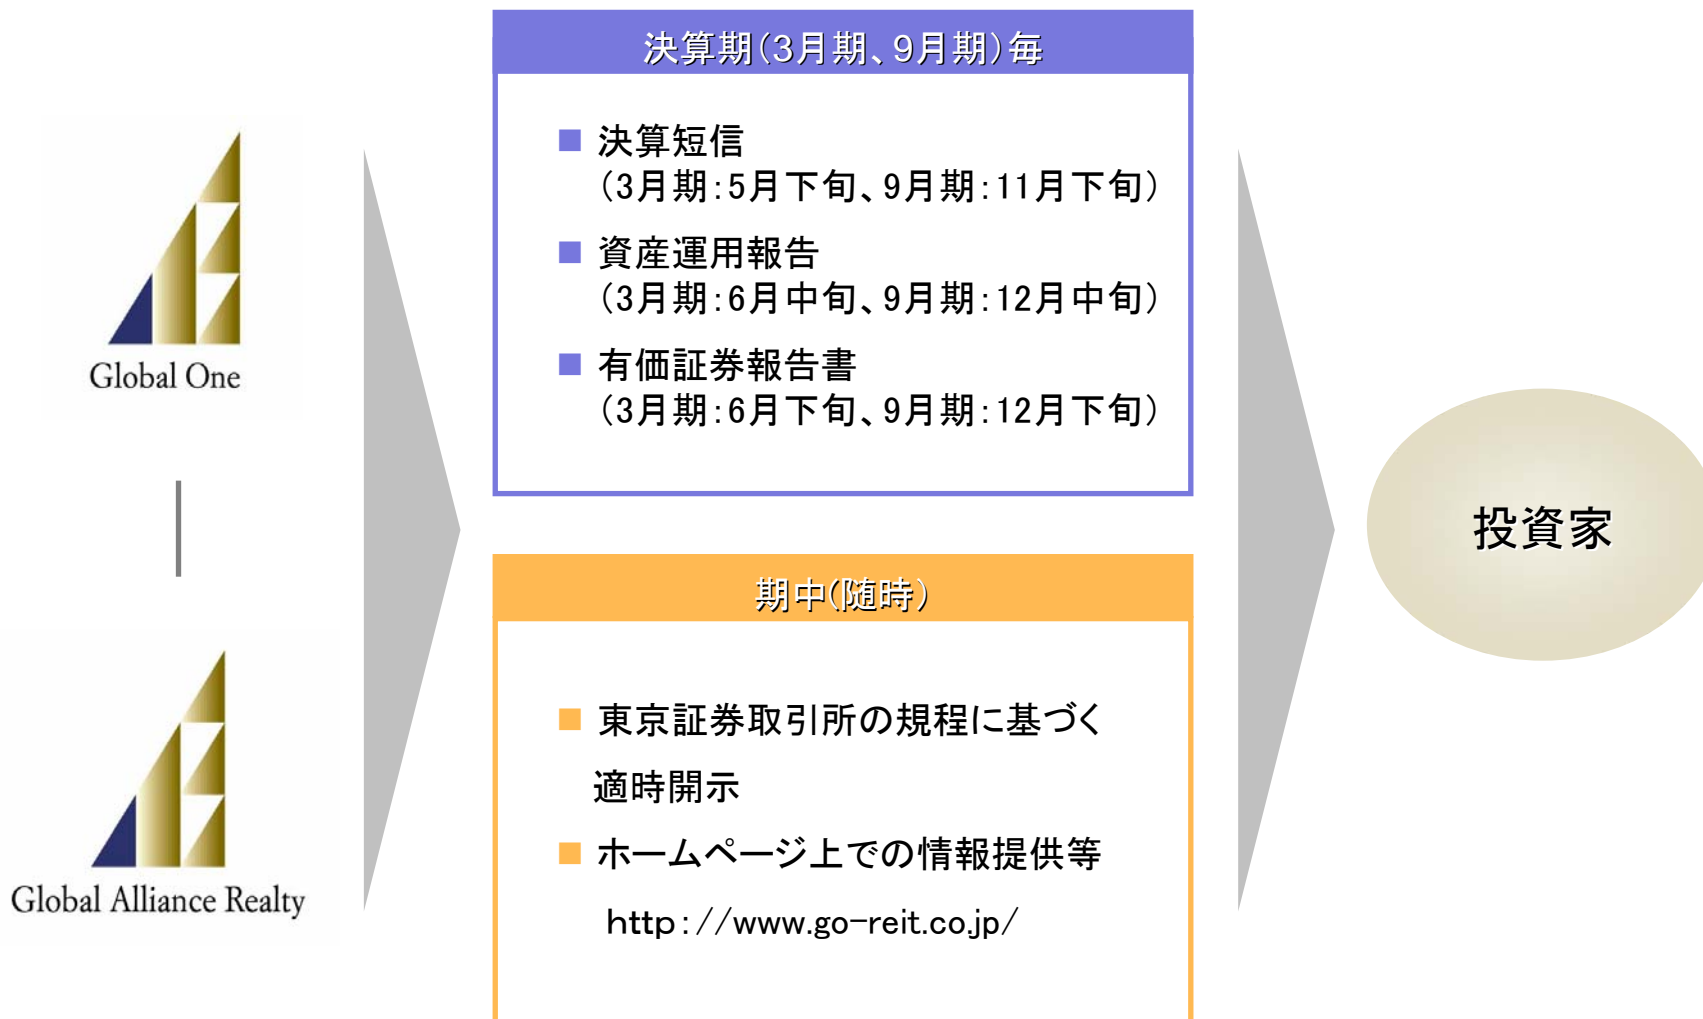 決算期(3月期、9月期)毎
■ 決算短信
(3月期:5月下旬、9月期:11月下旬)
■ 資産運用報告
(3月期:6月中旬、9月期:12月中旬)
■ 有価証券報告書
(3月期:6月下旬、9月期:12月下旬)
Global One
投資家
期中(随時)
■ 東京証券取引所の規程に基づく
適時開示
■ ホームページ上での情報提供等
http://www.go-reit.co.jp/
Global Alliance Realty